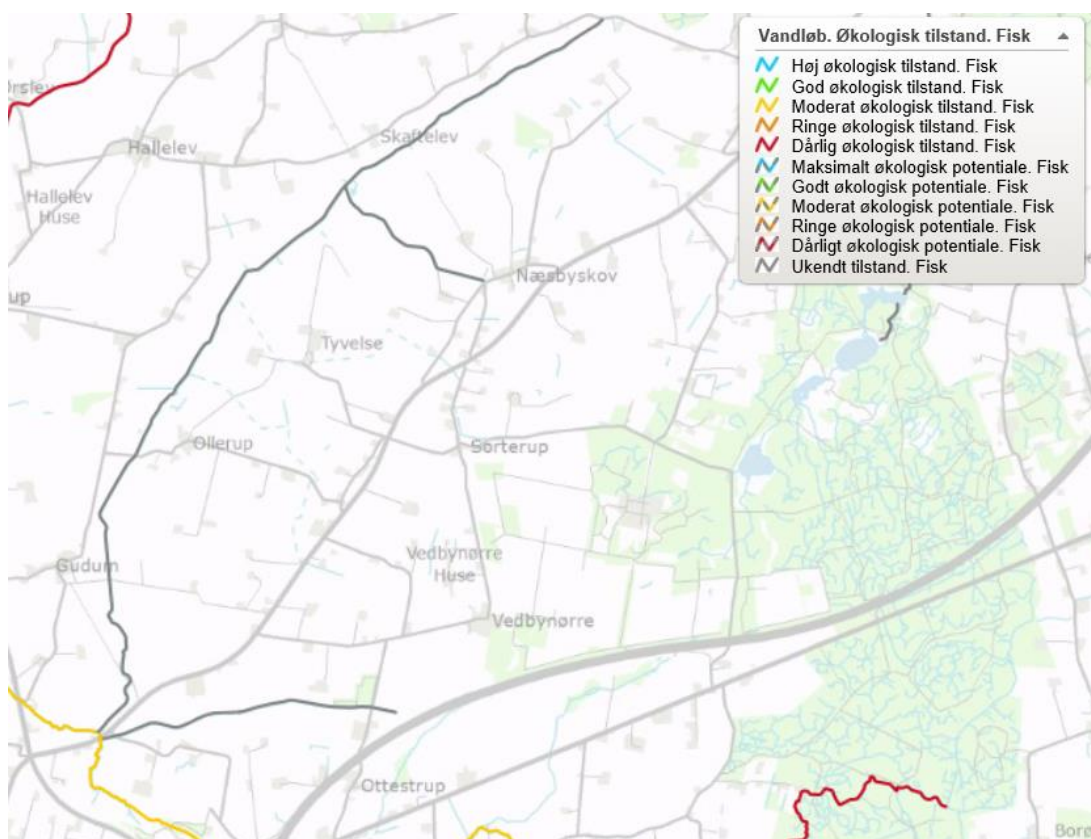 Vandløb. Økologisk tilstand. Fisk
Høj økologisk tilstand. Fisk
God økologisk tilstand. Fisk
Moderat økologisk tilstand. Fisk
Ringe økologisk tilstand. Fisk
Dårlig økologisk tilstand. Fisk
Maksimalt økologisk potentiale. Fisk
Godt økologisk potentiale. Fisk
Moderat økologisk potentiale. Fisk
Ringe økologisk potentiale. Fisk
Dårligt økologisk potentiale. Fisk
Ukendt tilstand. Fisk
Ørslev
Skaftelev
Hallelev
Hallelev
Huse
Næsbyskov
up
Tyvelse
Ollerup
Sorterup
Vedbynørre
Huse
Gudum
Vedbynørre
Ottestrup